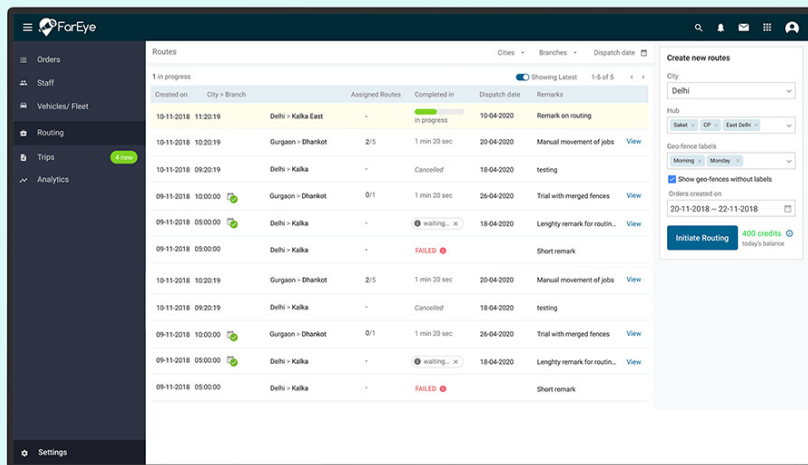 FarEye
Orders
Staff
Vehicles/ Fleet
Routing
Trips 4 new
Analytics
Settings
Routes Cities Branches Dispatch date
1 in progress Showing Latest 1-5 of 5
Created on City > Branch Assigned Routes Completed in Dispatch date Remarks
10-11-2018 11:20:19 Delhi > Kalka East - in progress 10-04-2020 Remark on routing
10-11-2018 10:20:19 Gurgaon > Dhankot 2/5 1 min 20 sec 20-04-2020 Manual movement of jobs View
10-11-2018 09:20:19 Delhi > Kalka - Cancelled 18-04-2020 testing
09-11-2018 10:00:00 Gurgaon > Dhankot 0/1 1 min 20 sec 26-04-2020 Trial with merged fences View
09-11-2018 05:00:00 Delhi > Kalka - waiting... × 18-04-2020 Lenghty remark for routin... View
09-11-2018 05:00:00 Delhi > Kalka - FAILED Short remark
10-11-2018 10:20:19 Gurgaon > Dhankot 2/5 1 min 20 sec 20-04-2020 Manual movement of jobs View
10-11-2018 09:20:19 Delhi > Kalka - Cancelled 18-04-2020 testing
09-11-2018 10:00:00 Gurgaon > Dhankot 0/1 1 min 20 sec 26-04-2020 Trial with merged fences View
09-11-2018 05:00:00 Delhi > Kalka - waiting... × 18-04-2020 Lenghty remark for routin... View
09-11-2018 05:00:00 Delhi > Kalka - FAILED Short remark
Create new routes
City
Delhi
Hub
Saket × CP × East Delhi ×
Geo-fence labels
Morning × Monday ×
Show geo-fences without labels
Orders created on
20-11-2018 ~ 22-11-2018
Initiate Routing 400 credits
today's balance